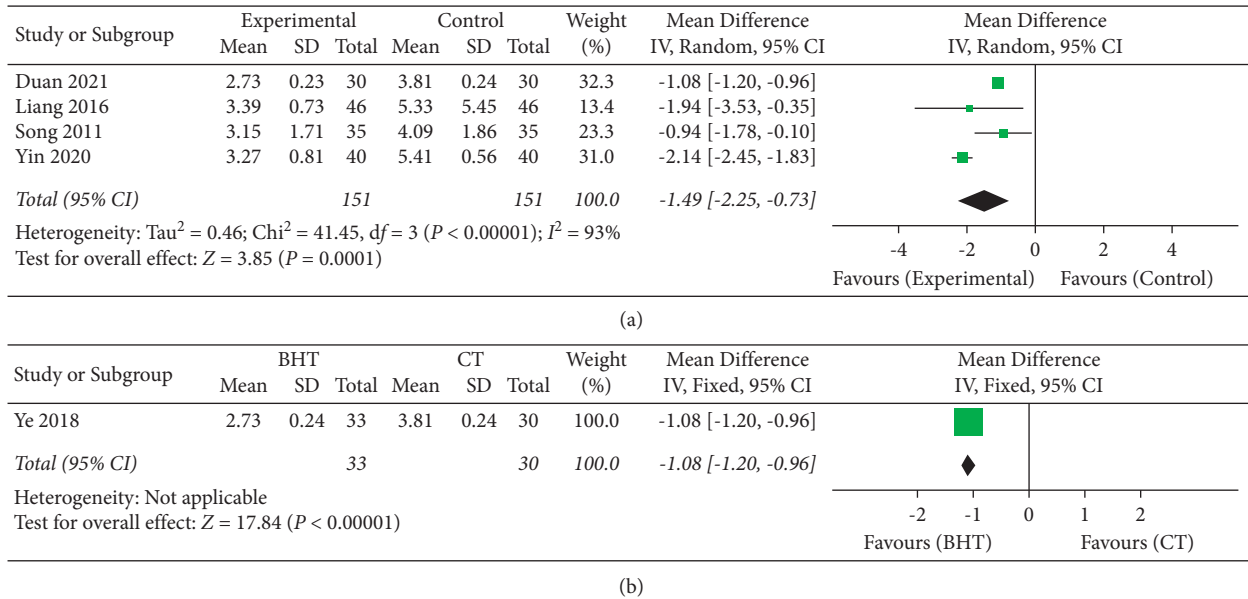 Study or Subgroup Experimental Control Weight (%) Mean Difference IV, Random, 95% CI Mean Difference IV, Random, 95% CI
Mean SD Total Mean SD Total
Duan 2021 2.73 0.23 30 3.81 0.24 30 32.3 -1.08 [-1.20, -0.96]
Liang 2016 3.39 0.73 46 5.33 5.45 46 13.4 -1.94 [-3.53, -0.35]
Song 2011 3.15 1.71 35 4.09 1.86 35 23.3 -0.94 [-1.78, -0.10]
Yin 2020 3.27 0.81 40 5.41 0.56 40 31.0 -2.14 [-2.45, -1.83]
Total (95% CI) 151 151 100.0 -1.49 [-2.25, -0.73]
Heterogeneity: Tau² = 0.46; Chi² = 41.45, df = 3 (P < 0.00001); I² = 93%
Test for overall effect: Z = 3.85 (P = 0.0001)
-4 -2 0 2 4
Favours (Experimental) Favours (Control)
(a)
Study or Subgroup BHT CT Weight (%) Mean Difference IV, Fixed, 95% CI Mean Difference IV, Fixed, 95% CI
Mean SD Total Mean SD Total
Ye 2018 2.73 0.24 33 3.81 0.24 30 100.0 -1.08 [-1.20, -0.96]
Total (95% CI) 33 30 100.0 -1.08 [-1.20, -0.96]
Heterogeneity: Not applicable
Test for overall effect: Z = 17.84 (P < 0.00001)
-2 -1 0 1 2
Favours (BHT) Favours (CT)
(b)